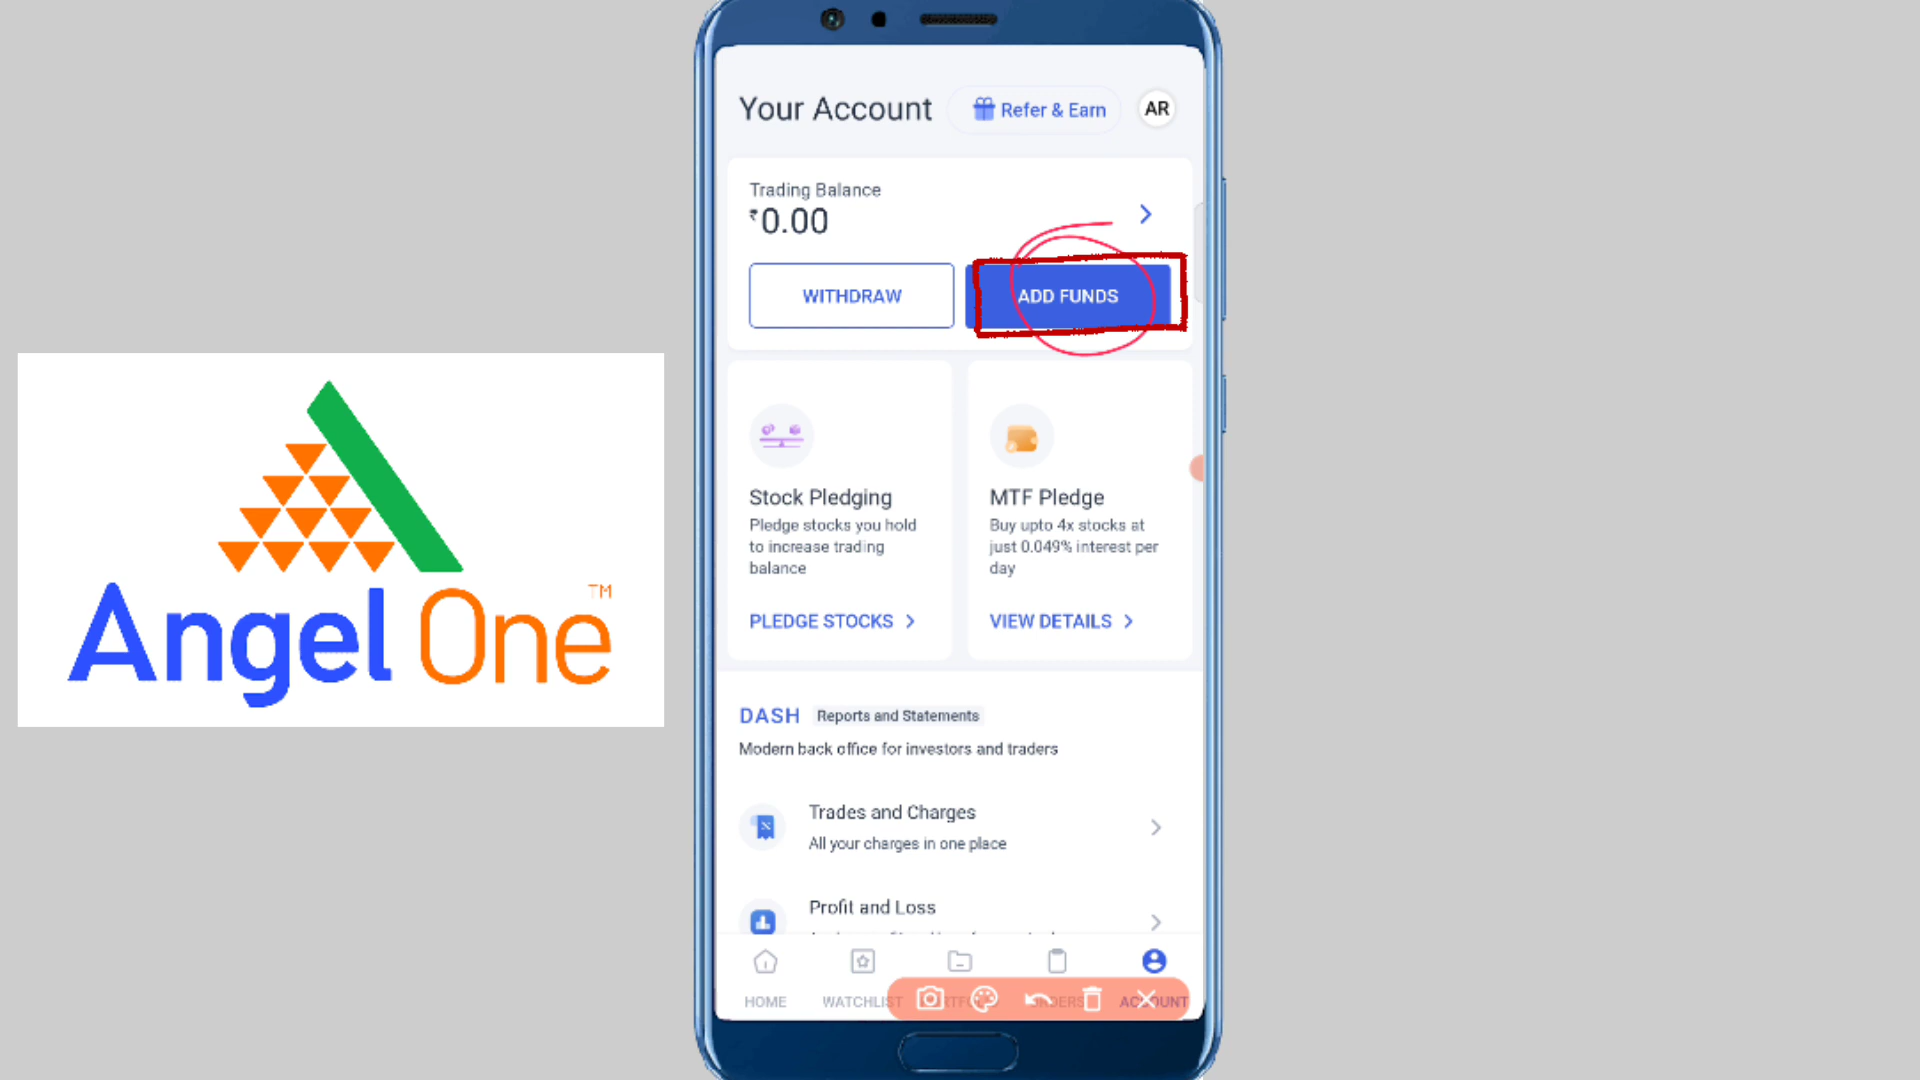 Your Account
Refer & Earn
AR
Trading Balance
₹0.00
WITHDRAW
ADD FUNDS
Stock Pledging
Pledge stocks you hold
to increase trading
balance
PLEDGE STOCKS
MTF Pledge
Buy upto 4x stocks at
just 0.049% interest per
day
VIEW DETAILS
Angel One™
DASH
Reports and Statements
Modern back office for investors and traders
Trades and Charges
All your charges in one place
Profit and Loss
HOME
WATCHLIST
ORDERS
ACCOUNT